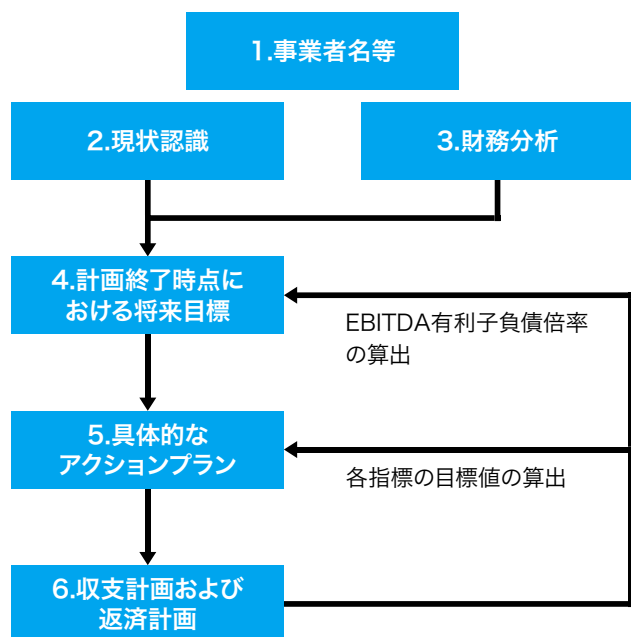 1.事業者名等
2.現状認識
3.財務分析
4.計画終了時点に
おける将来目標
EBITDA有利子負債倍率
の算出
5.具体的な
アクションプラン
各指標の目標値の算出
6.収支計画および
返済計画